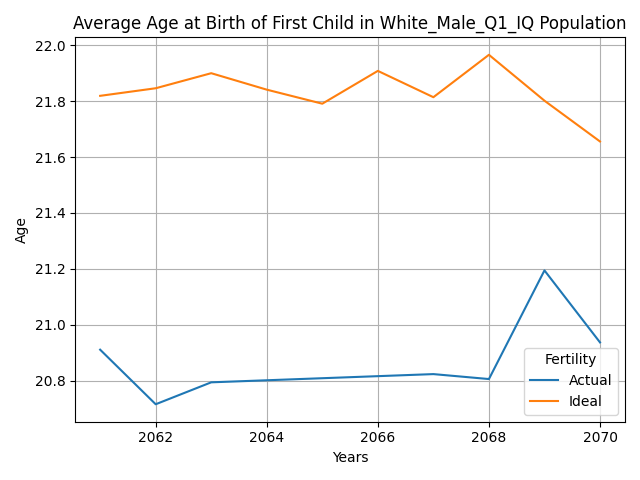 Average Age at Birth of First Child in White_Male_Q1_IQ Population
22.0
21.8
21.6
21.4
21.2
21.0
20.8
Age
Fertility
Actual
Ideal
2062 2064 2066 2068 2070
Years